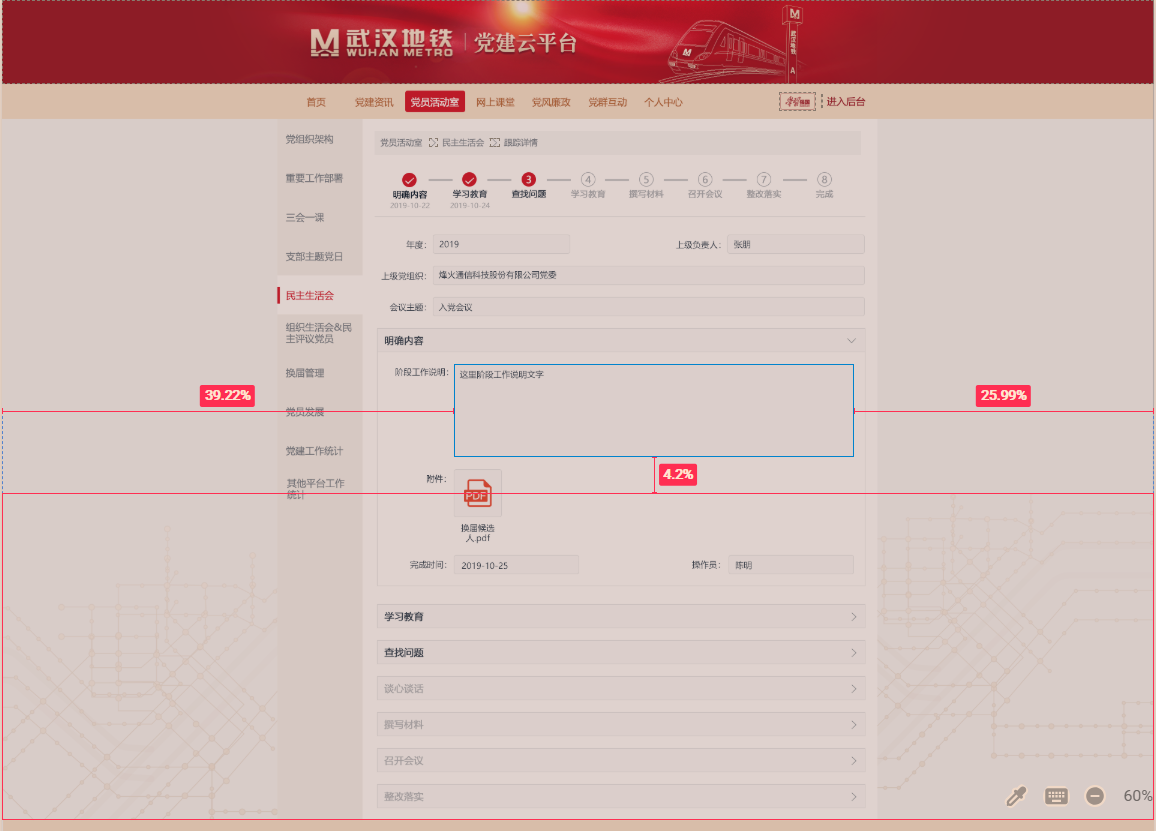 武汉地铁
WUHAN METRO
党建云平台
M
武汉地铁
A
首页
党建资讯
党员活动室
网上课堂
党风廉政
党群互动
个人中心
进入后台
党组织架构
重要工作部署
三会一课
支部主题党日
民主生活会
组织生活会&民
主评议党员
换届管理
党员发展
党建工作统计
其他平台工作
统计
党员活动室
民主生活会
跟踪详情
明确内容
2019-10-22
学习教育
2019-10-24
3
查找问题
4
学习教育
5
撰写材料
6
召开会议
7
整改落实
8
完成
年度: 2019
上级负责人: 张朋
上级党组织: 烽火通信科技股份有限公司党委
会议主题: 入党会议
明确内容
阶段工作说明: 这里阶段工作说明文字
39.22%
25.99%
4.2%
附件:
PDF
换届候选
人.pdf
完成时间: 2019-10-25
操作员: 陈明
学习教育
查找问题
谈心谈话
撰写材料
召开会议
整改落实
60%